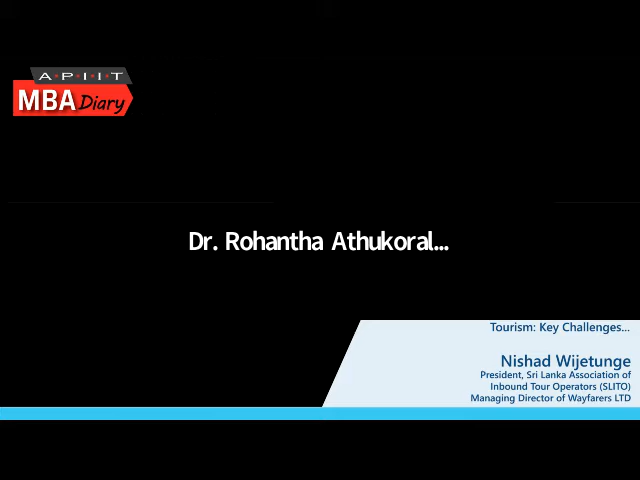 A•P•I•I•T
MBA Diary
Dr. Rohantha Athukoral...
Tourism: Key Challenges...
Nishad Wijetunge
President, Sri Lanka Association of
Inbound Tour Operators (SLITO)
Managing Director of Wayfarers LTD